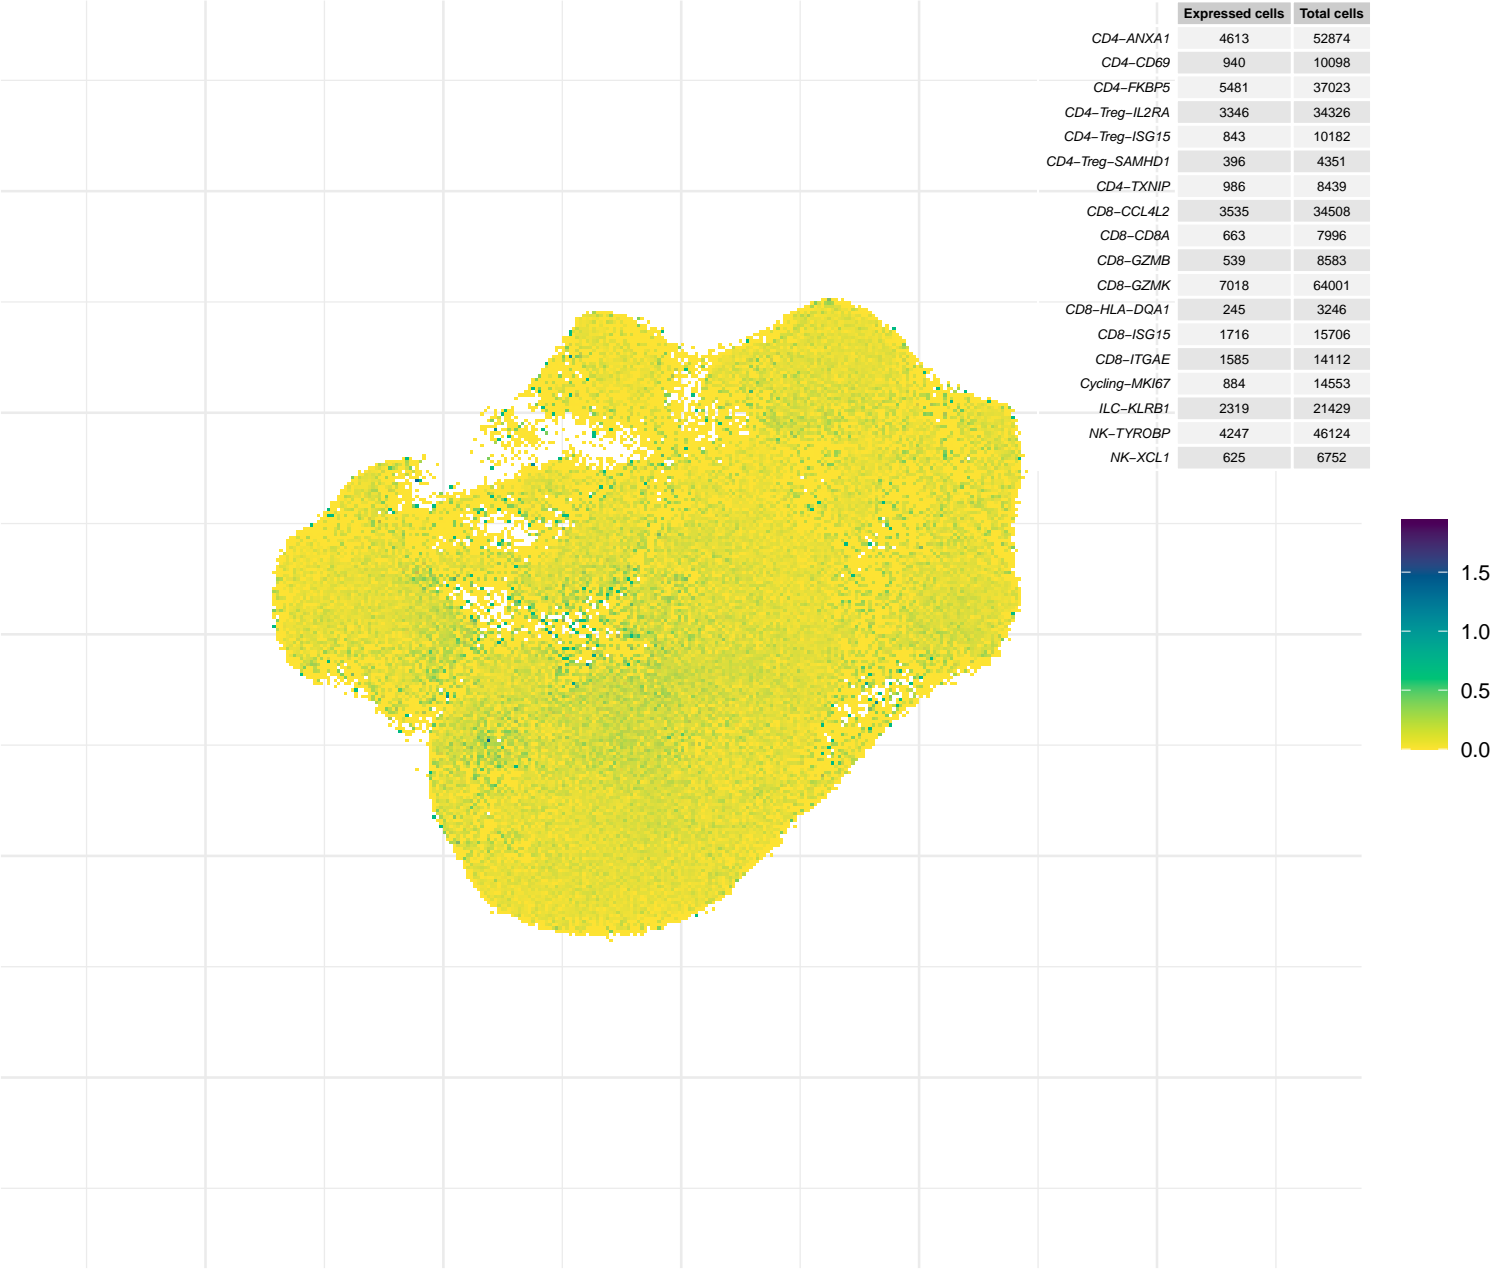 Expressed cells Total cells
CD4−ANXA1 4613 52874
CD4−CD69 940 10098
CD4−FKBP5 5481 37023
CD4−Treg−IL2RA 3346 34326
CD4−Treg−ISG15 843 10182
CD4−Treg−SAMHD1 396 4351
CD4−TXNIP 986 8439
CD8−CCL4L2 3535 34508
CD8−CD8A 663 7996
CD8−GZMB 539 8583
CD8−GZMK 7018 64001
CD8−HLA−DQA1 245 3246
CD8−ISG15 1716 15706
CD8−ITGAE 1585 14112
Cycling−MKI67 884 14553
ILC−KLRB1 2319 21429
NK−TYROBP 4247 46124
NK−XCL1 625 6752
1.5
1.0
0.5
0.0